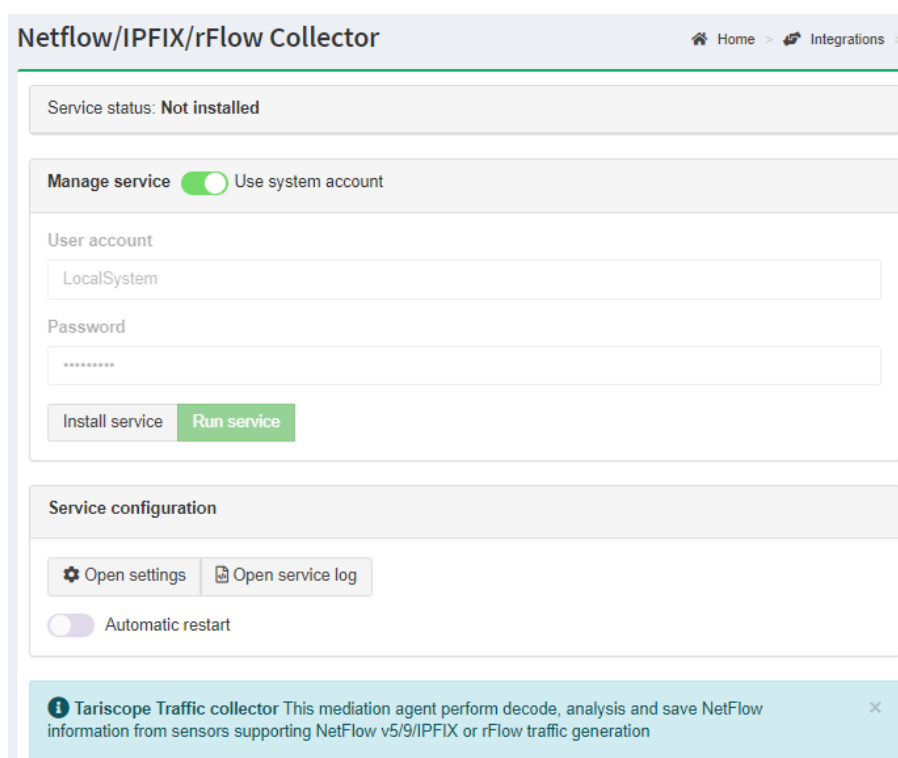 Netflow/IPFIX/rFlow Collector
Home > Integrations >
Service status: Not installed
Manage service Use system account
User account
LocalSystem
Password
•••••••••
Install service Run service
Service configuration
Open settings Open service log
Automatic restart
Tariscope Traffic collector This mediation agent perform decode, analysis and save NetFlow ×
information from sensors supporting NetFlow v5/9/IPFIX or rFlow traffic generation